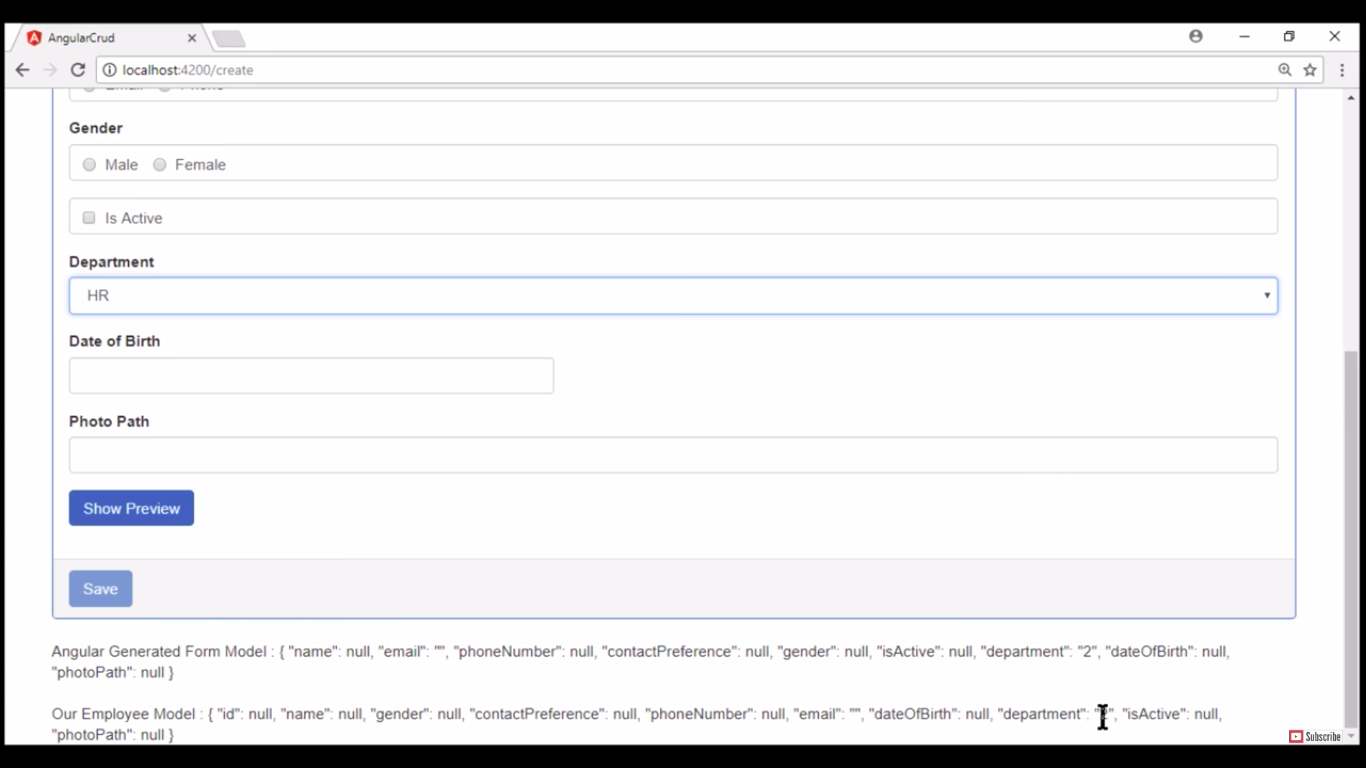 AngularCrud
localhost:4200/create
Email Phone
Gender
Male Female
Is Active
Department
HR
Date of Birth
Photo Path
Show Preview
Save
Angular Generated Form Model : { "name": null, "email": "", "phoneNumber": null, "contactPreference": null, "gender": null, "isActive": null, "department": "2", "dateOfBirth": null,
"photoPath": null }
Our Employee Model : { "id": null, "name": null, "gender": null, "contactPreference": null, "phoneNumber": null, "email": "", "dateOfBirth": null, "department": "2", "isActive": null,
"photoPath": null }
Subscribe